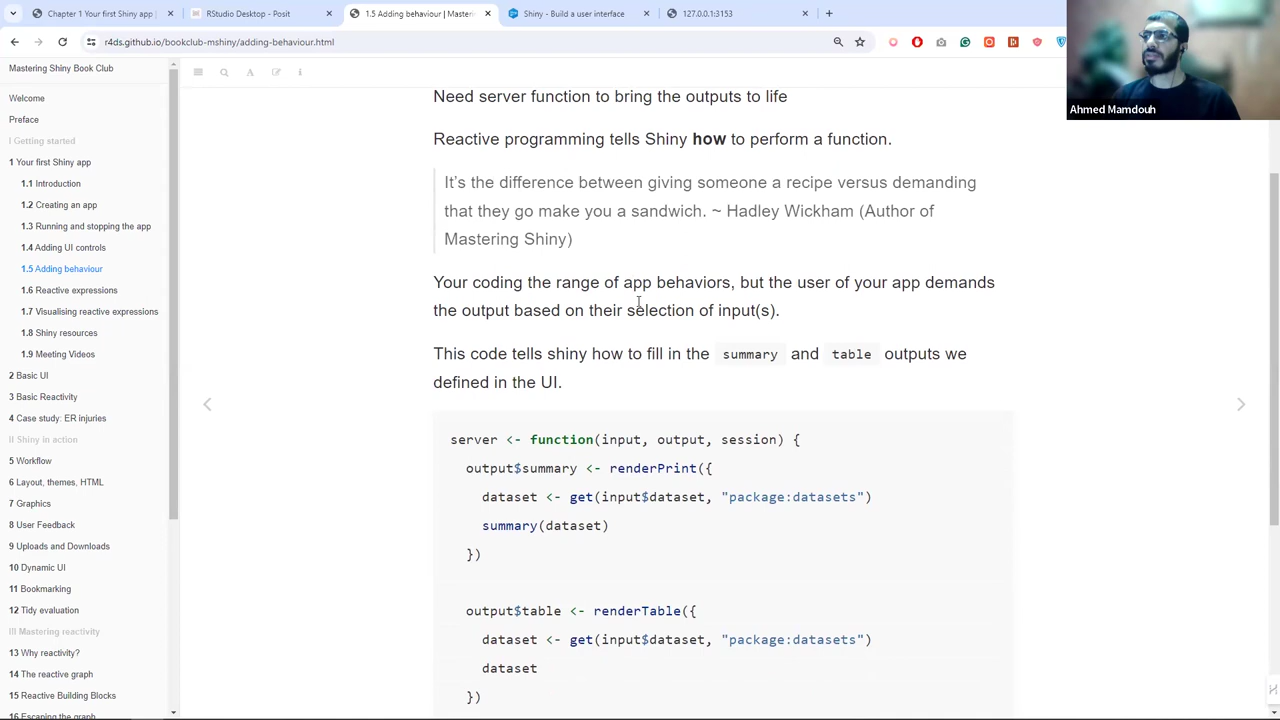 Chapter 1 Your first Shiny app |
RStudio Desktop - Posit
1.5 Adding behaviour | Masterin
Shiny - Build a user interface
127.0.0.1:3153
r4ds.github.io/bookclub-mshiny/adding-behaviour.html
Ahmed Mamdouh
Mastering Shiny Book Club
Welcome
Preface
I Getting started
1 Your first Shiny app
1.1 Introduction
1.2 Creating an app
1.3 Running and stopping the app
1.4 Adding UI controls
1.5 Adding behaviour
1.6 Reactive expressions
1.7 Visualising reactive expressions
1.8 Shiny resources
1.9 Meeting Videos
2 Basic UI
3 Basic Reactivity
4 Case study: ER injuries
II Shiny in action
5 Workflow
6 Layout, themes, HTML
7 Graphics
8 User Feedback
9 Uploads and Downloads
10 Dynamic UI
11 Bookmarking
12 Tidy evaluation
III Mastering reactivity
13 Why reactivity?
14 The reactive graph
15 Reactive Building Blocks
16 Escaping the graph
Need server function to bring the outputs to life
Reactive programming tells Shiny how to perform a function.
It's the difference between giving someone a recipe versus demanding
that they go make you a sandwich. ~ Hadley Wickham (Author of
Mastering Shiny)
Your coding the range of app behaviors, but the user of your app demands
the output based on their selection of input(s).
This code tells shiny how to fill in the summary and table outputs we
defined in the UI.
server <- function(input, output, session) {
output$summary <- renderPrint({
dataset <- get(input$dataset, "package:datasets")
summary(dataset)
})
output$table <- renderTable({
dataset <- get(input$dataset, "package:datasets")
dataset
})